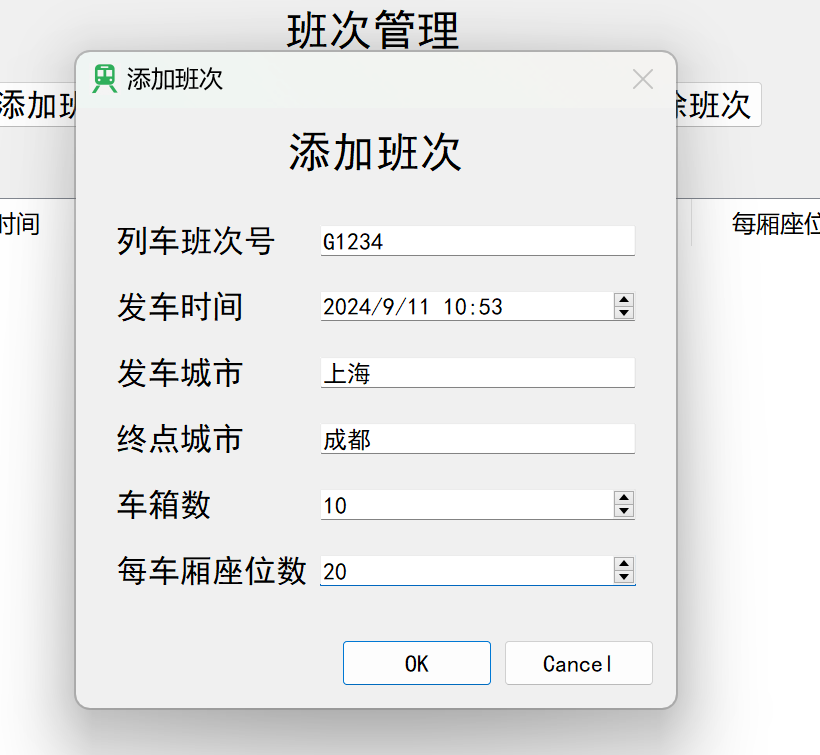 班次管理
添加班次
添加班
除班次
添加班次
时间
每厢座位
列车班次号 G1234
发车时间 2024/9/11 10:53
发车城市 上海
终点城市 成都
车箱数 10
每车厢座位数 20
OK Cancel